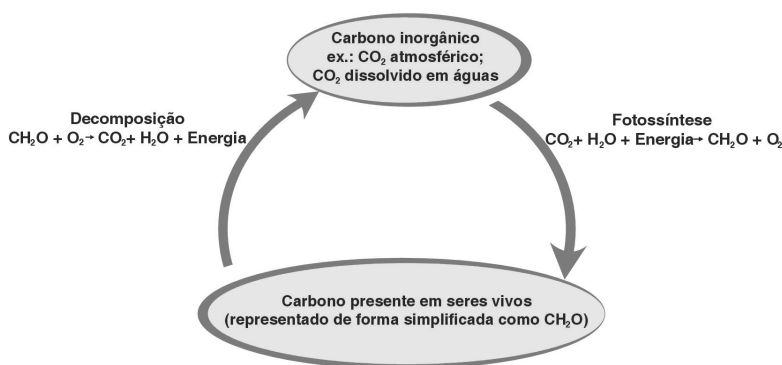 Carbono inorgânico
ex.: CO₂ atmosférico;
CO₂ dissolvido em águas
Decomposição
CH₂O + O₂→ CO₂+ H₂O + Energia
Fotossíntese
CO₂+ H₂O + Energia→ CH₂O + O₂
Carbono presente em seres vivos
(representado de forma simplificada como CH₂O)